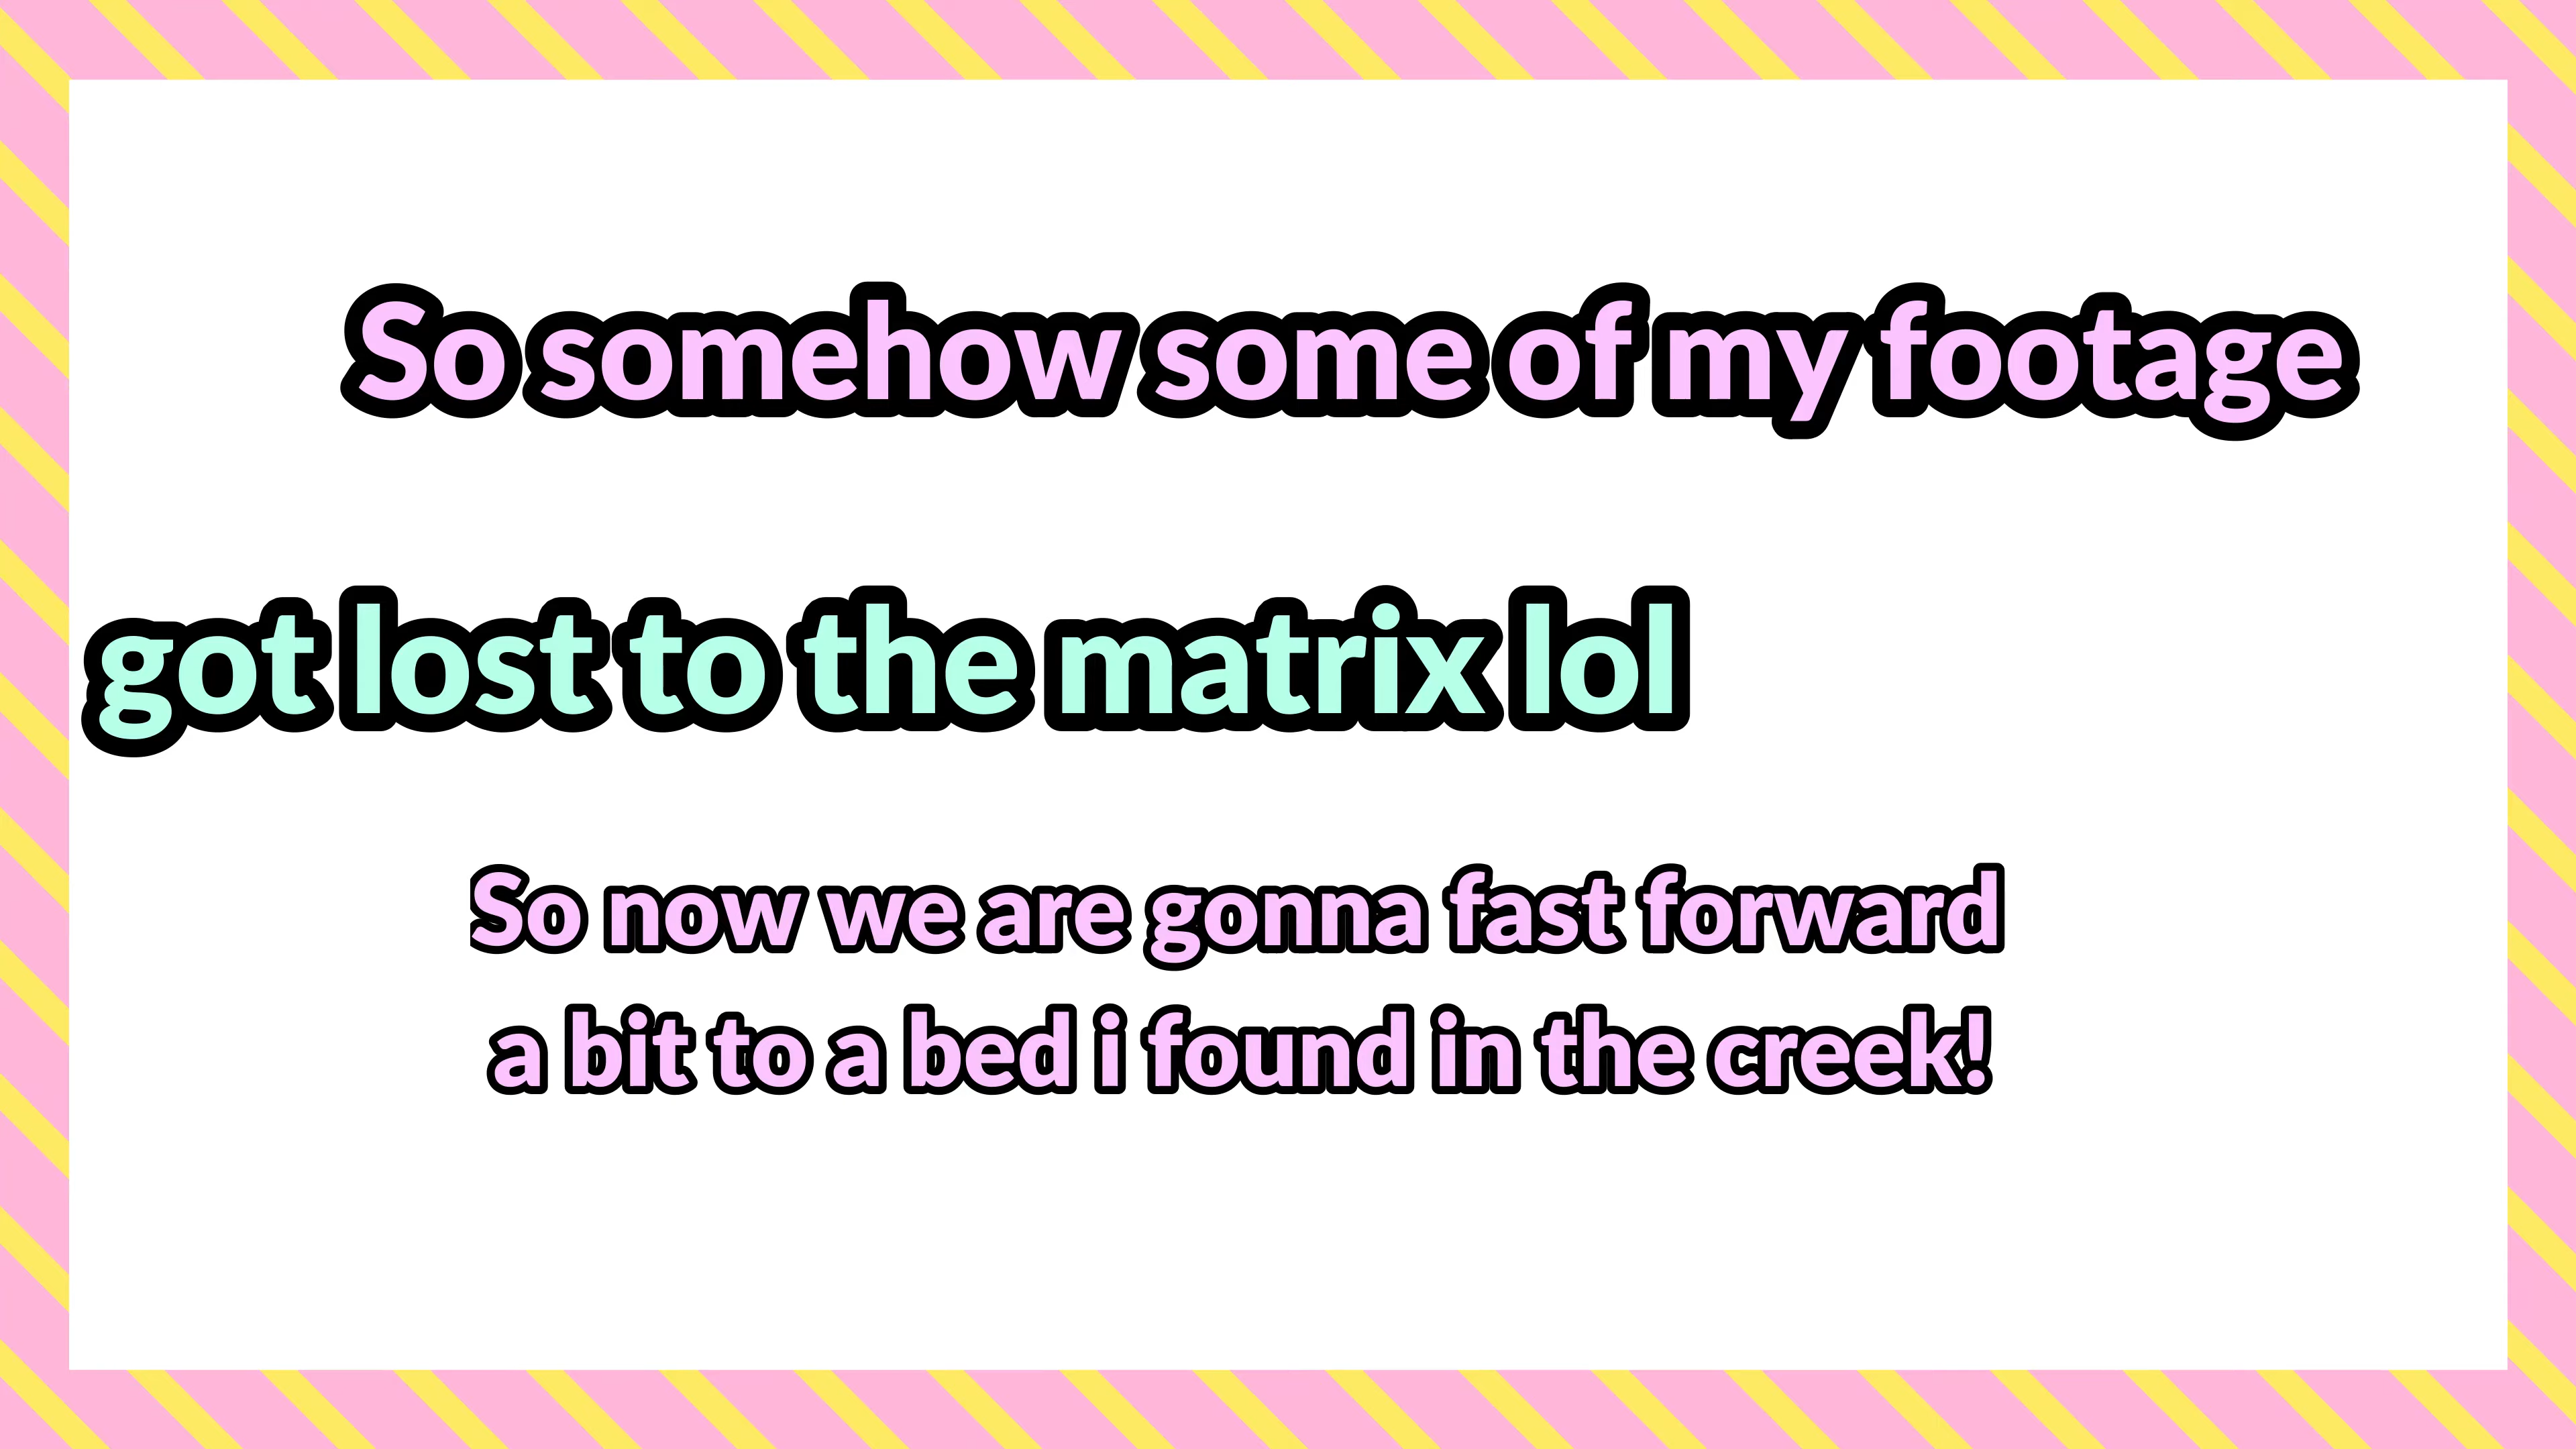 So somehow some of my footage
got lost to the matrix lol
So now we are gonna fast forward
a bit to a bed i found in the creek!